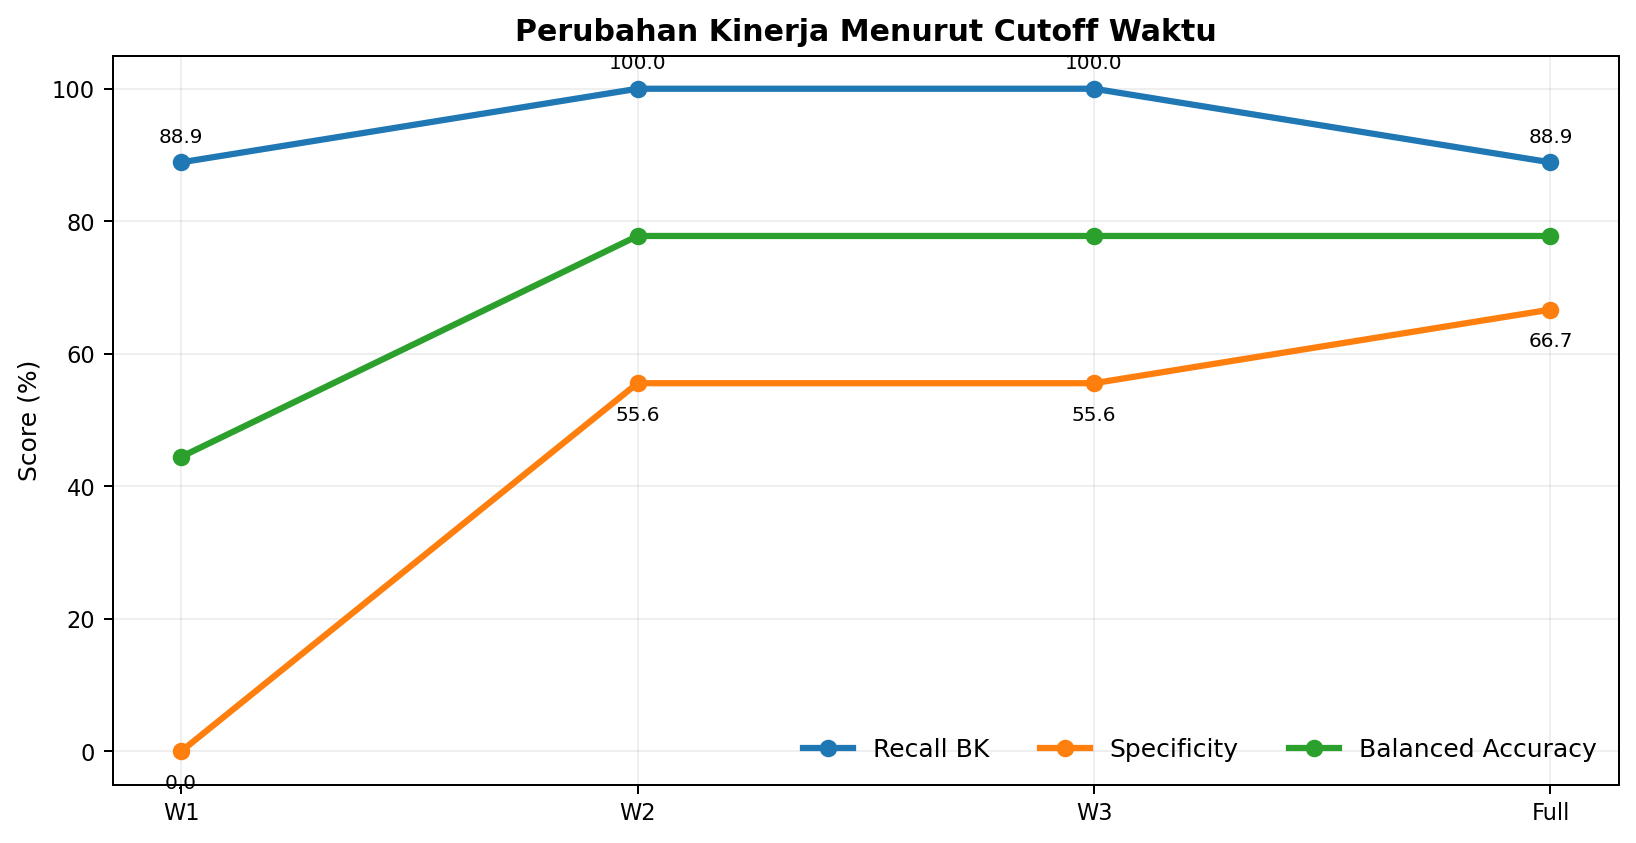 Perubahan Kinerja Menurut Cutoff Waktu
100.0 100.0
100
88.9 88.9
80
66.7
60
55.6 55.6
40
20
0
0.0
Score (%)
Recall BK Specificity Balanced Accuracy
W1 W2 W3 Full